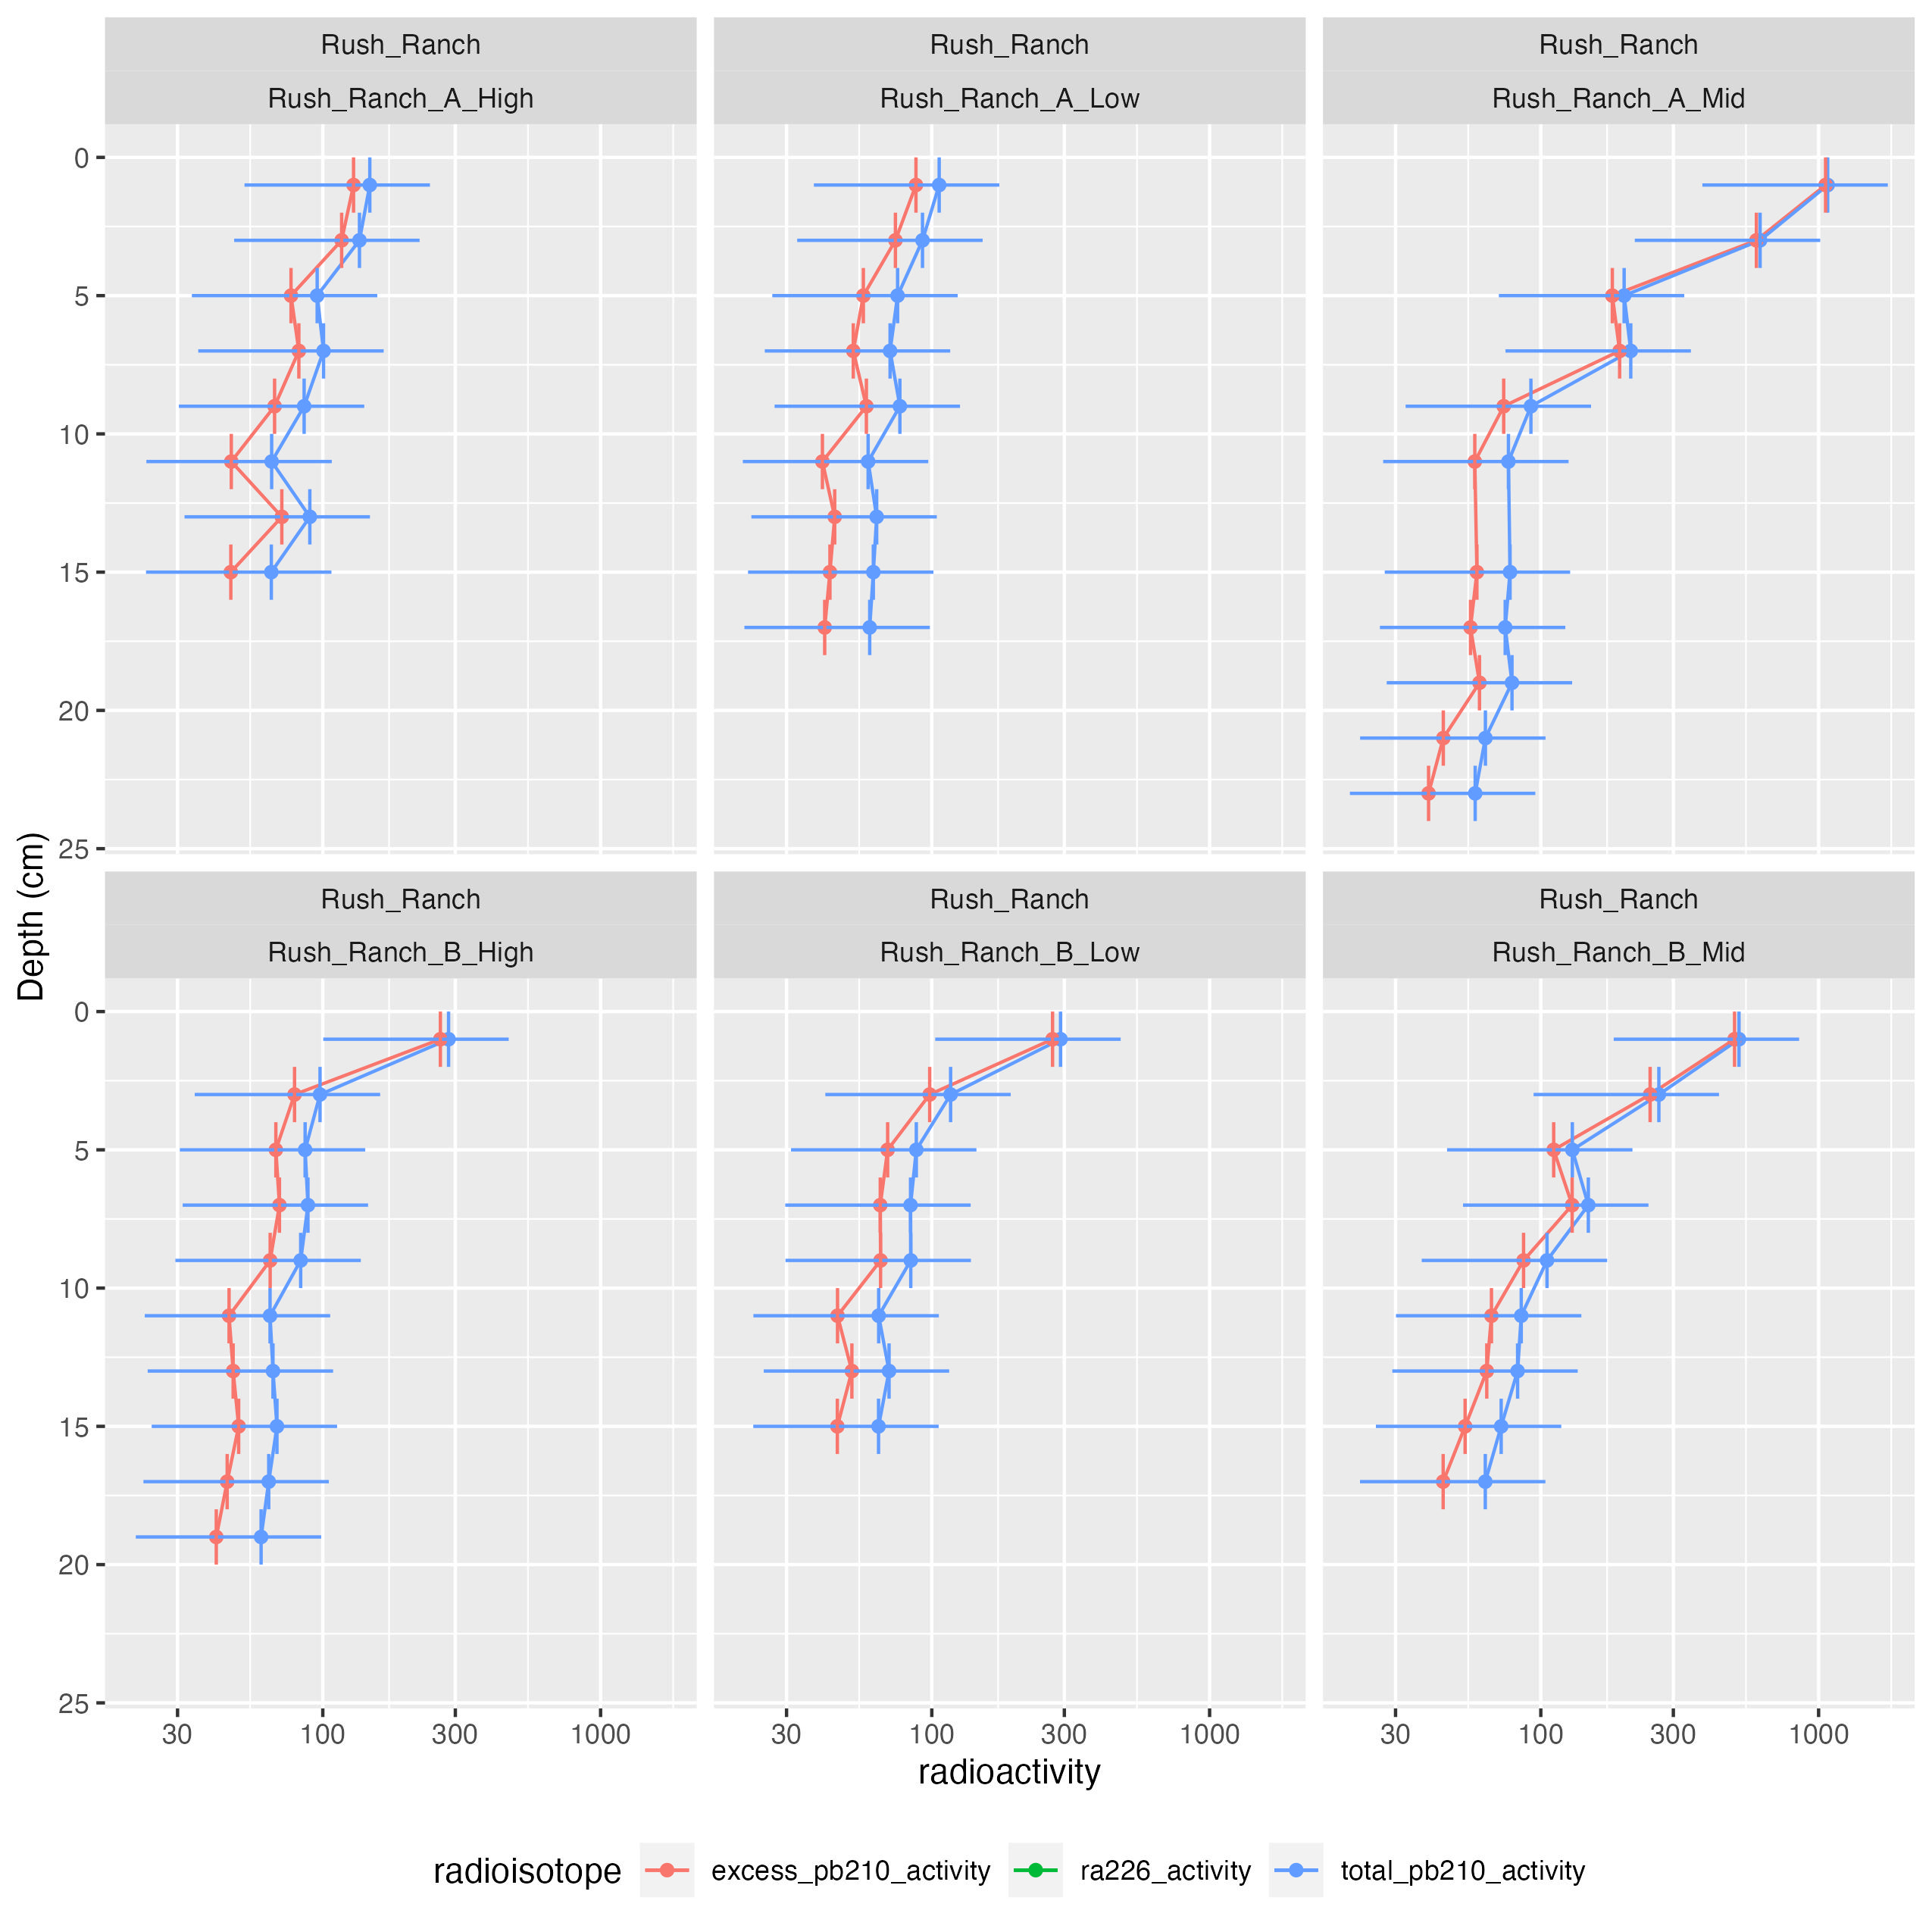 Rush_Ranch
Rush_Ranch
Rush_Ranch
Rush_Ranch_A_High
Rush_Ranch_A_Low
Rush_Ranch_A_Mid
0
5
10
15
20
25
Depth (cm)
Rush_Ranch
Rush_Ranch
Rush_Ranch
Rush_Ranch_B_High
Rush_Ranch_B_Low
Rush_Ranch_B_Mid
0
5
10
15
20
25
30 100 300 1000
30 100 300 1000
30 100 300 1000
radioactivity
radioisotope excess_pb210_activity ra226_activity total_pb210_activity